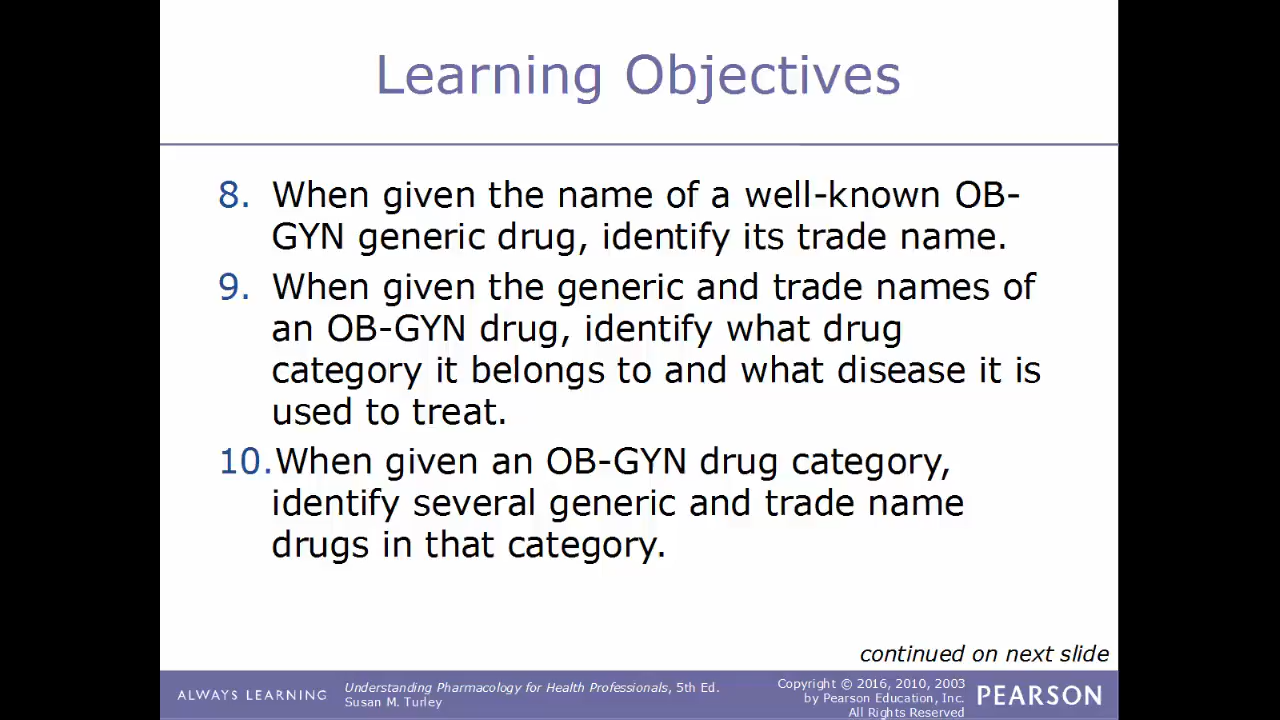 Learning Objectives
8. When given the name of a well-known OB-
GYN generic drug, identify its trade name.
9. When given the generic and trade names of
an OB-GYN drug, identify what drug
category it belongs to and what disease it is
used to treat.
10. When given an OB-GYN drug category,
identify several generic and trade name
drugs in that category.
continued on next slide
ALWAYS LEARNING
Understanding Pharmacology for Health Professionals, 5th Ed.
Susan M. Turley
Copyright © 2016, 2010, 2003
by Pearson Education, Inc.
All Rights Reserved
PEARSON